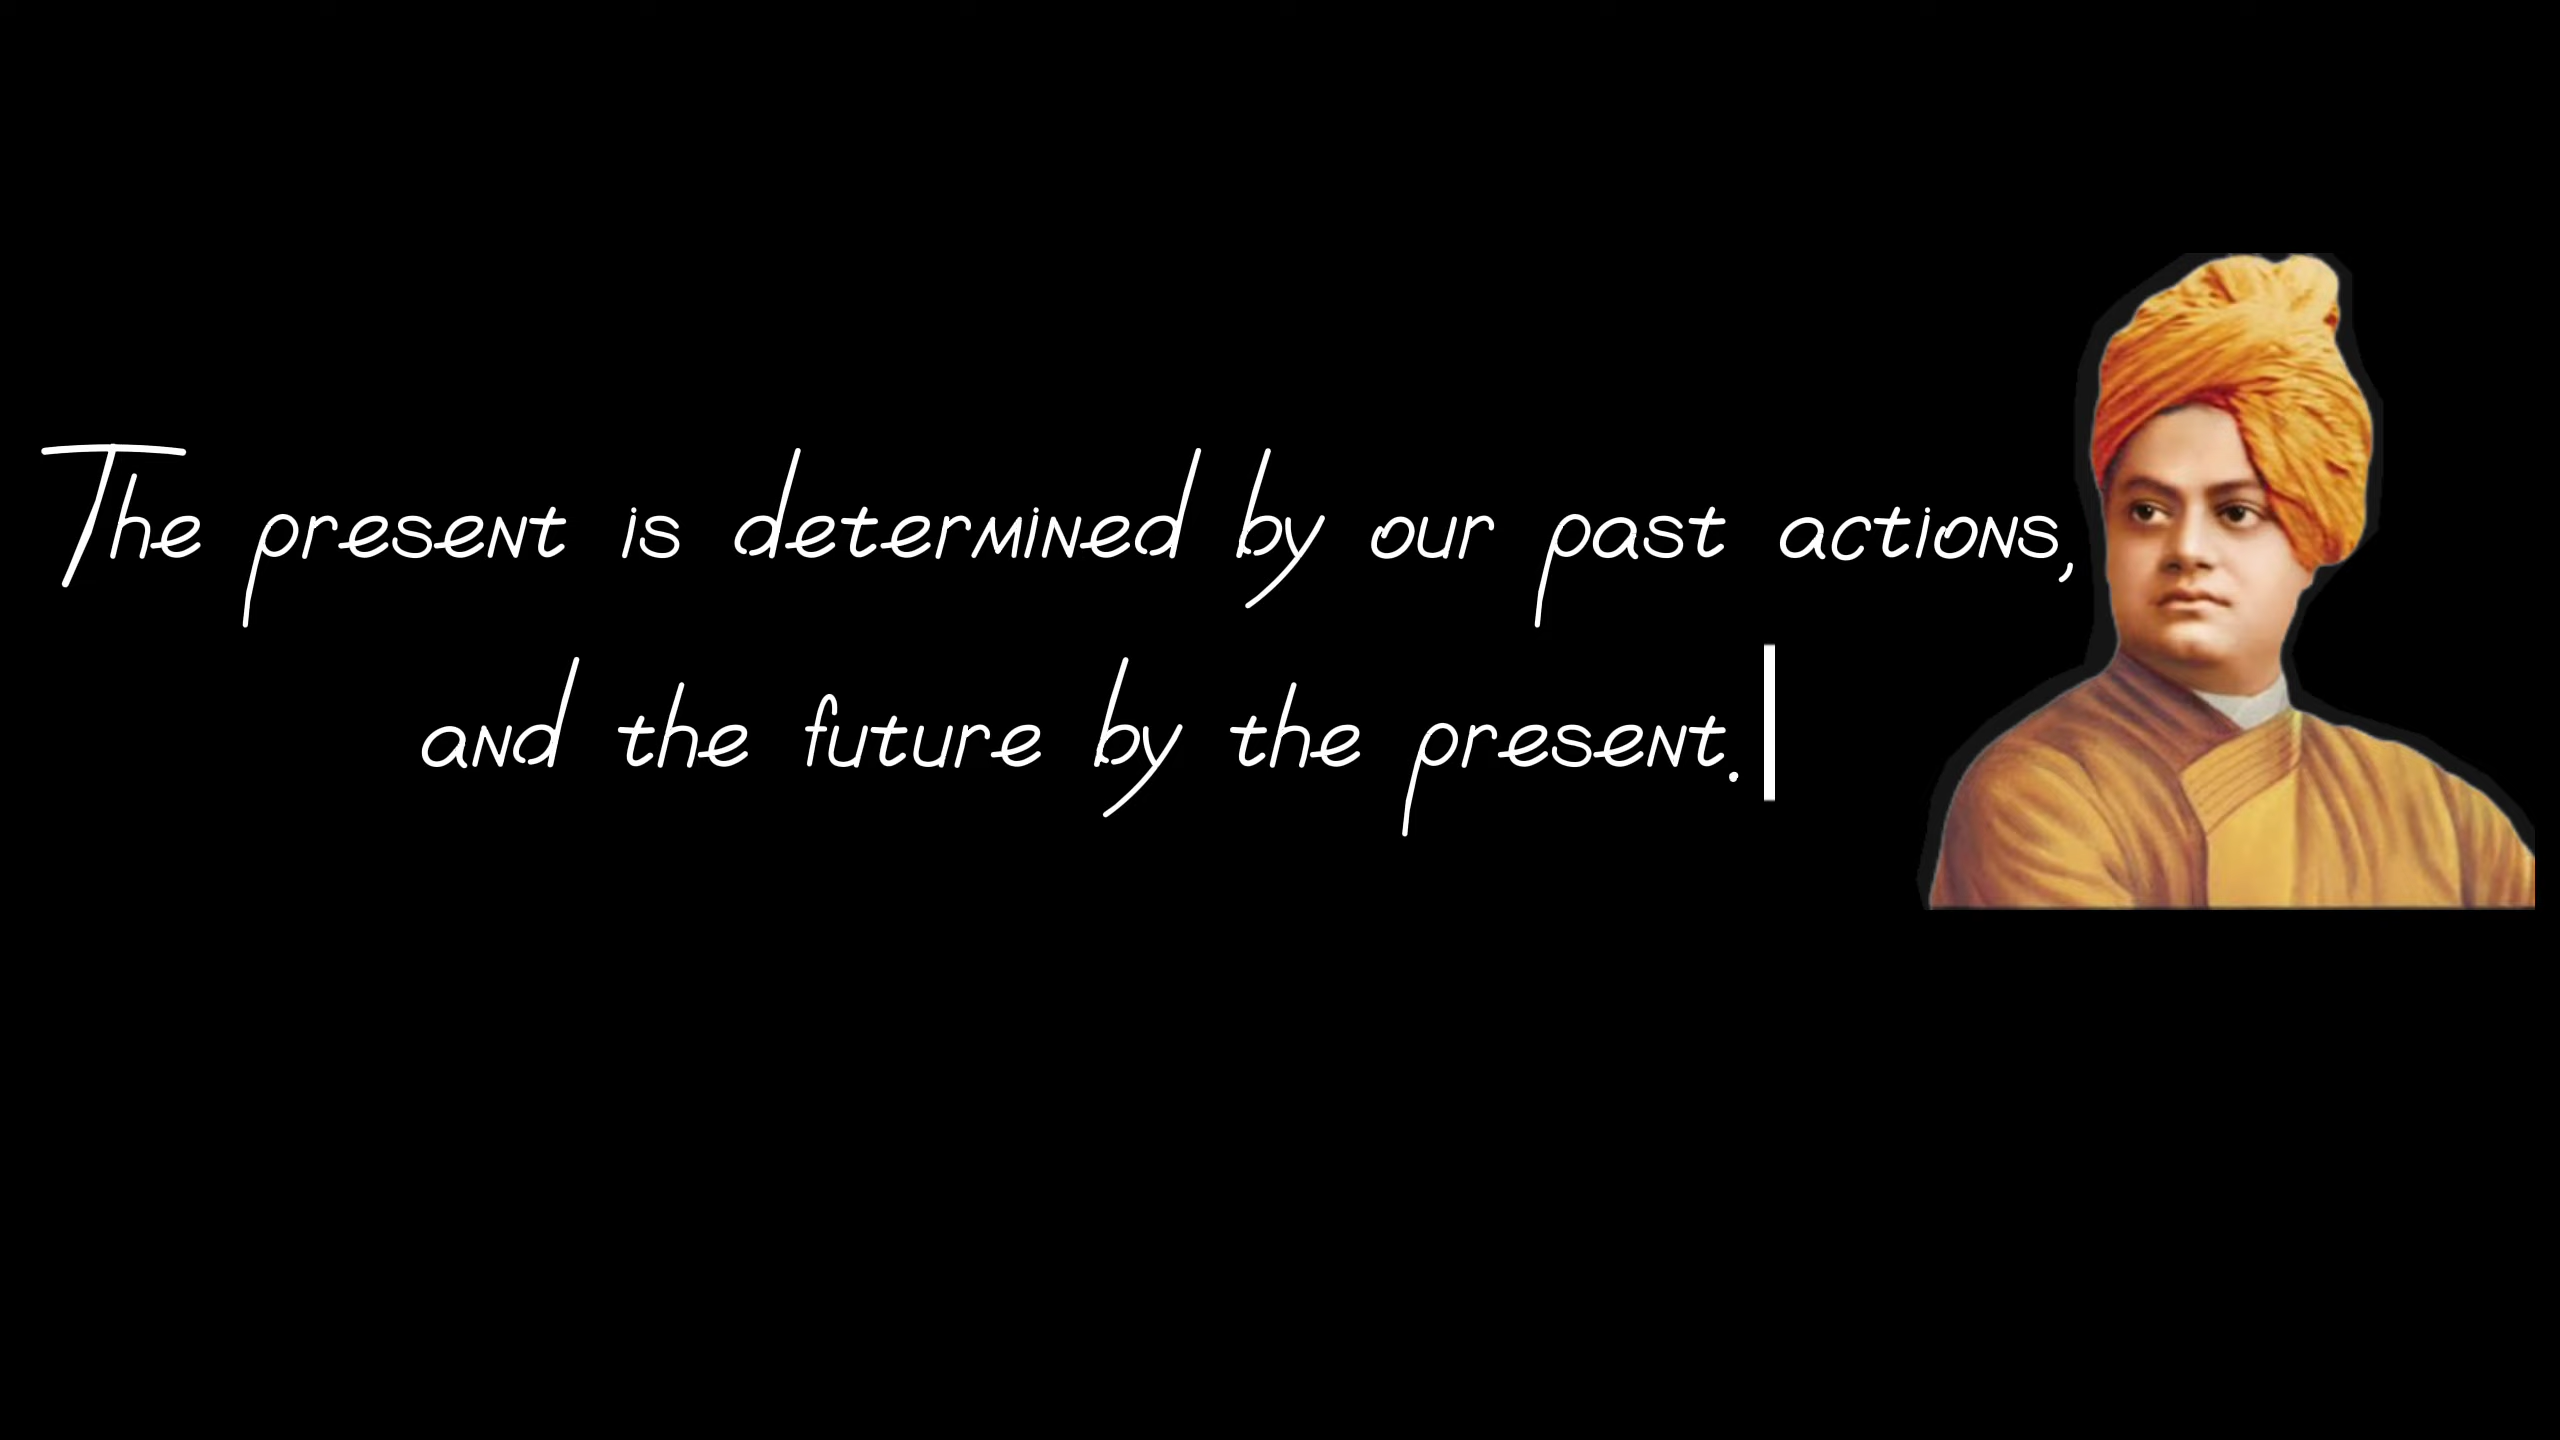 The present is determined by our past actions,
and the future by the present.